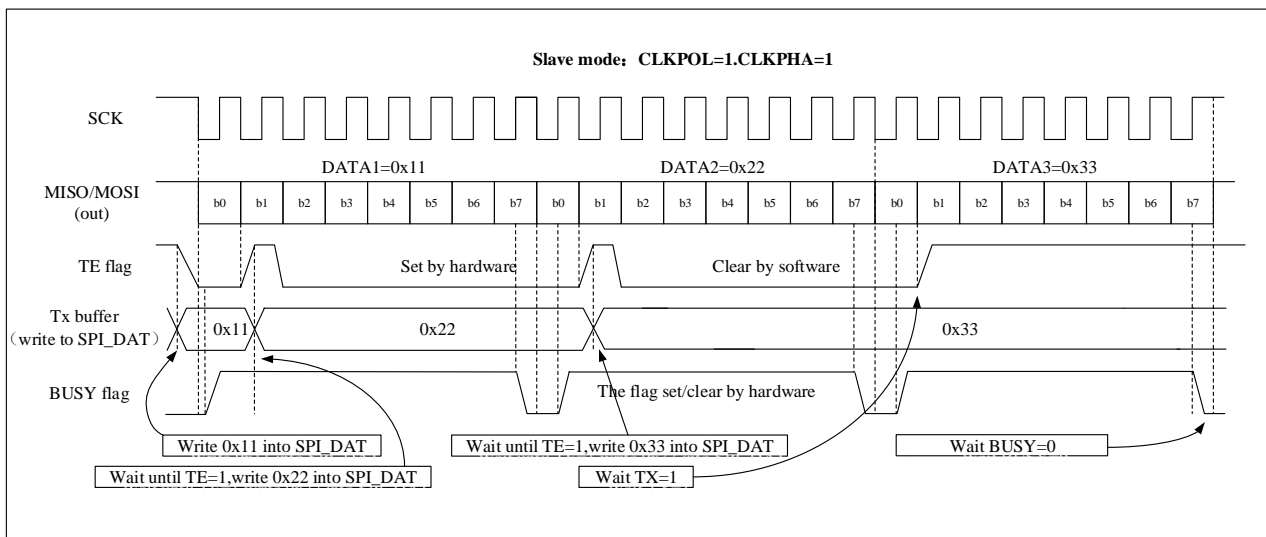 Slave mode：CLKPOL=1.CLKPHA=1
SCK
DATA1=0x11 DATA2=0x22 DATA3=0x33
MISO/MOSI
(out)
b0 b1 b2 b3 b4 b5 b6 b7 b0 b1 b2 b3 b4 b5 b6 b7 b0 b1 b2 b3 b4 b5 b6 b7
TE flag Set by hardware Clear by software
Tx buffer
（write to SPI_DAT） 0x11 0x22 0x33
BUSY flag The flag set/clear by hardware
Write 0x11 into SPI_DAT Wait until TE=1,write 0x33 into SPI_DAT Wait BUSY=0
Wait until TE=1,write 0x22 into SPI_DAT Wait TX=1